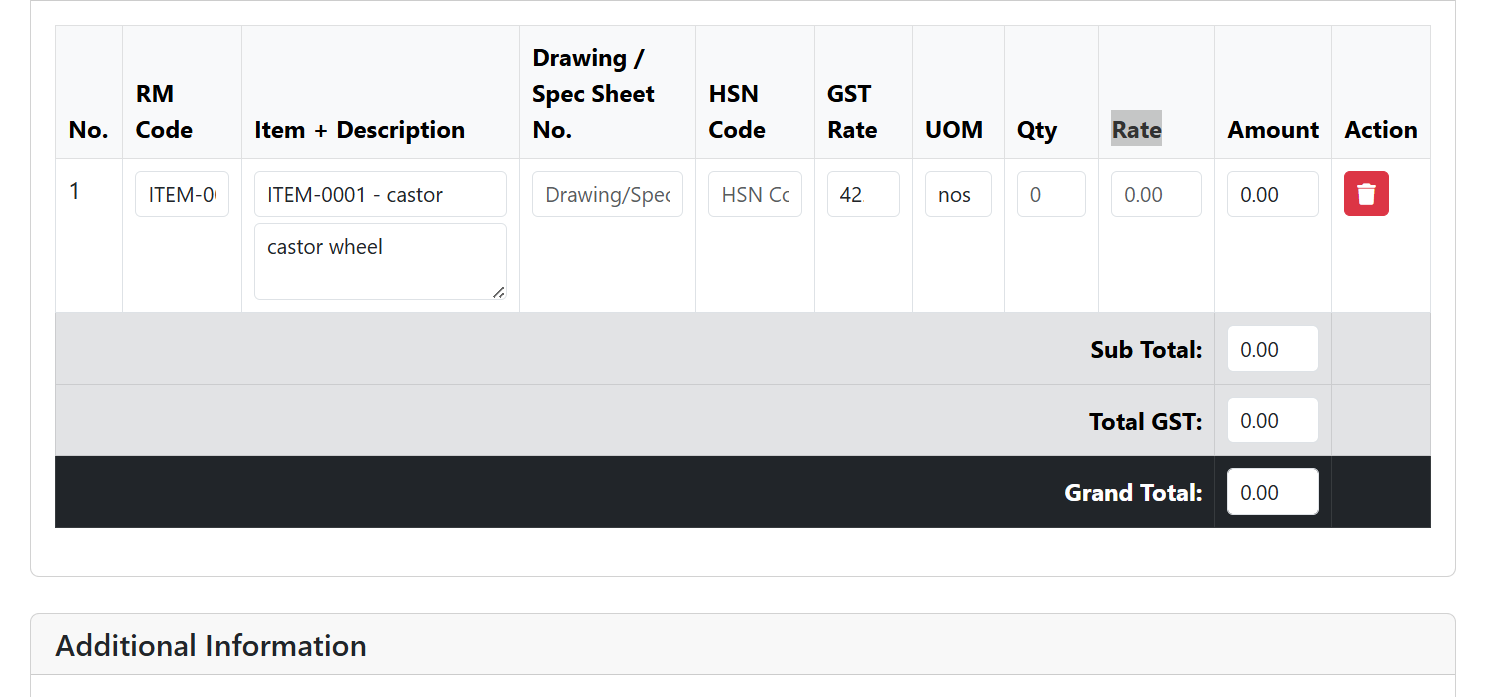 No.
RM
Code
Item + Description
Drawing /
Spec Sheet
No.
HSN
Code
GST
Rate
UOM
Qty
Rate
Amount
Action
1
ITEM-0
ITEM-0001 - castor
castor wheel
Drawing/Spec
HSN Co
42
nos
0
0.00
0.00
Sub Total:
0.00
Total GST:
0.00
Grand Total:
0.00
Additional Information